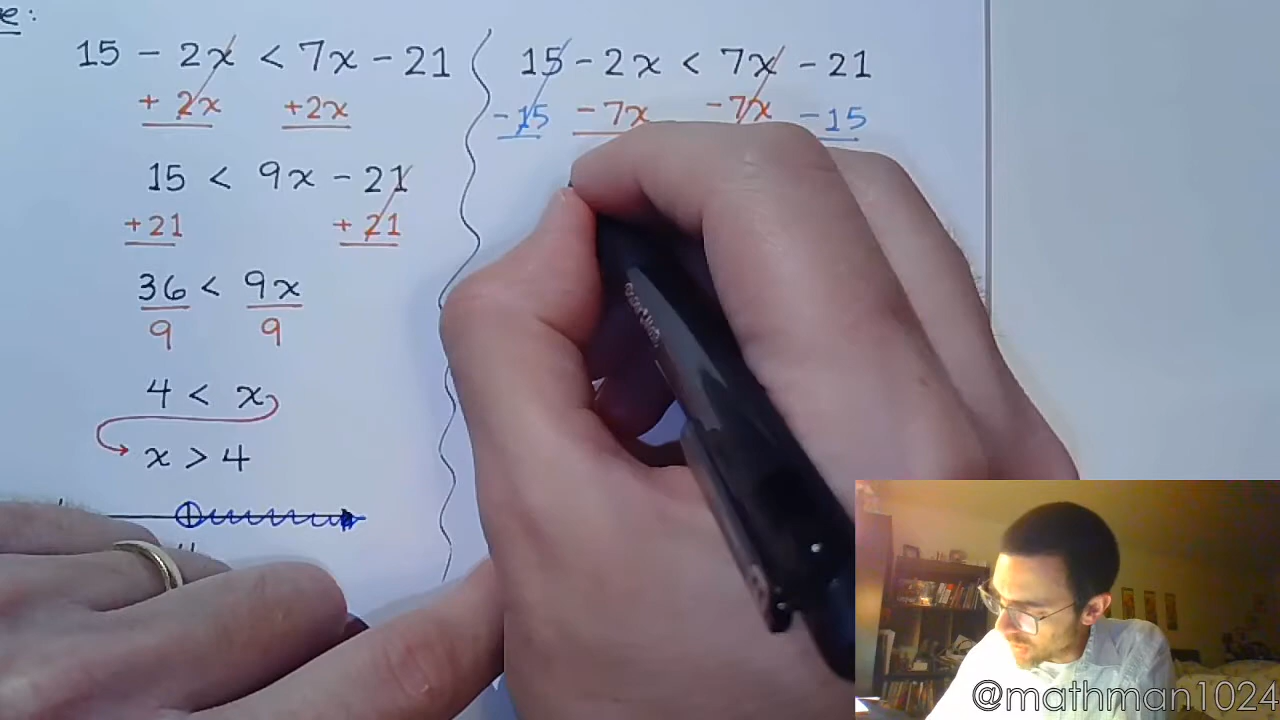 e:
15 - 2x < 7x - 21
+ 2x +2x
15 < 9x - 21
+21 + 21
36 < 9x
9 9
4 < x
x > 4
15 - 2x < 7x - 21
-15 -7x -7x -15
@mathman1024